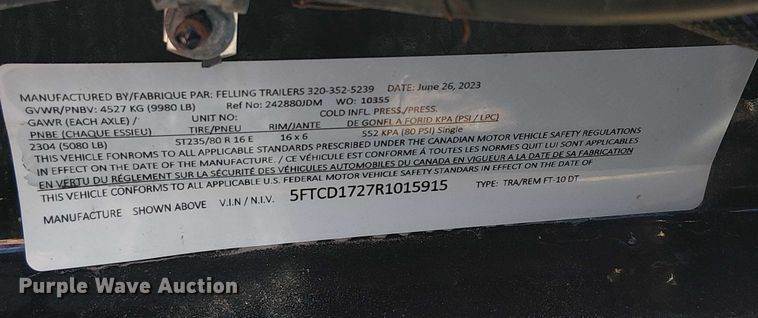 MANUFACTURED BY/FABRIQUE PAR: FELLING TRAILERS 320-352-5239 DATE: June 26, 2023
GVWR/PNBV: 4527 KG (9980 LB) Ref No: 242880JDM WO: 10355
GAWR (EACH AXLE) / UNIT NO: COLD INFL. PRESS./PRESS.
PNBE (CHAQUE ESSIEU) TIRE/PNEU RIM/JANTE DE GONFLA FORID KPA (PSI / LPC)
2304 (5080 LB) ST235/80 R 16 E 16 x 6 552 KPA (80 PSI) Single
THIS VEHICLE FONROMS TO ALL APPLICABLE STANDARDS PRESCRIBED UNDER THE CANADIAN MOTOR VEHICLE SAFETY REGULATIONS
IN EFFECT ON THE DATE OF THE MANUFACTURE. / CE VÉHICULE EST CONFORME À TOUTES LES NORMES QUIT LUI SONT
EN VERTU DU RÉGLEMENT SUR LA SÉCURITÉ DES VÉHICULES AUTOMOBILES DU CANADA EN VIGUEUR A LA DATE DE SA FABRICATION
THIS VEHICLE CONFORMS TO ALL APPLICABLE U.S. FEDERAL MOTOR VEHICLE SAFETY STANDARS IN EFFECT ON THE DATE OF
MANUFACTURE SHOWN ABOVE V.I.N / N.I.V. 5FTCD1727R1015915 TYPE: TRA/REM FT-10 DT
Purple Wave Auction